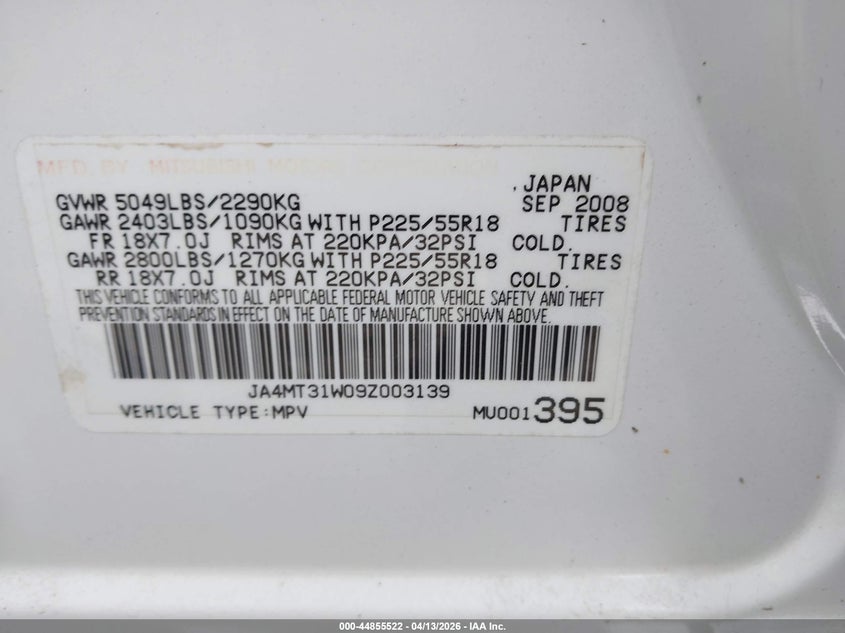 MFD. BY MITSUBISHI MOTORS CORPORATION
, JAPAN
GVWR 5049LBS/2290KG SEP 2008
GAWR 2403LBS/1090KG WITH P225/55R18 TIRES
FR 18X7.0J RIMS AT 220KPA/32PSI COLD.
GAWR 2800LBS/1270KG WITH P225/55R18 TIRES
RR 18X7.0J RIMS AT 220KPA/32PSI COLD.
THIS VEHICLE CONFORMS TO ALL APPLICABLE FEDERAL MOTOR VEHICLE SAFETY AND THEFT
PREVENTION STANDARDS IN EFFECT ON THE DATE OF MANUFACTURE SHOWN ABOVE.
JA4MT31W09Z003139
VEHICLE TYPE:MPV MU001395
000-44855522 - 04/13/2026 - IAA Inc.